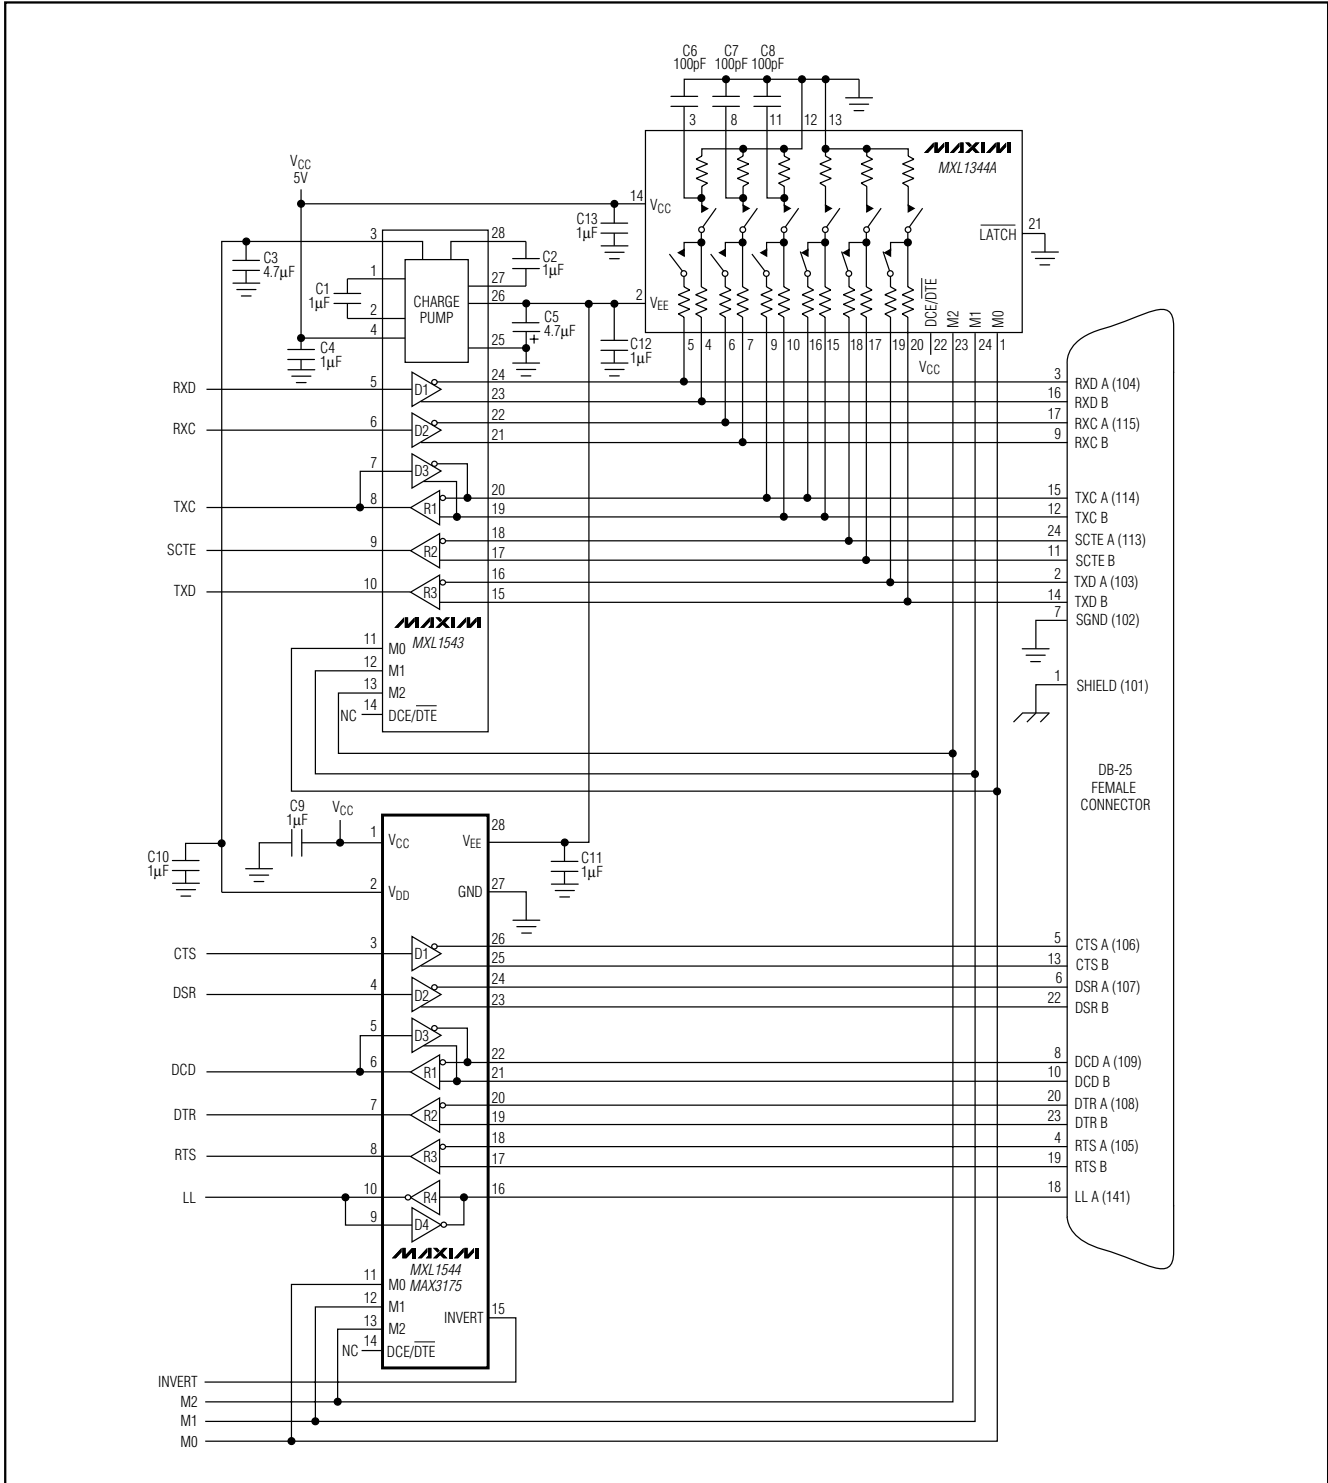 C6 C7 C8
100pF 100pF 100pF
3 8 11 12 13
MAXIM
MXL1344A
VCC
5V
14 VCC
C13
1µF
LATCH 21
3 28
C3
4.7µF
C2
1µF
1 27
C1
1µF
CHARGE
PUMP
26
2 VEE
2
4
C5
4.7µF
+
25
C4
1µF
C12
1µF
DCE/DTE M2 M1 M0
5 4 6 7 9 10 16 15 18 17 19 20 22 23 24 1
VCC
RXD 5 D1 24 3 RXD A (104)
23 16 RXD B
RXC 6 D2 22 17 RXC A (115)
21 9 RXC B
7 D3
TXC 8 R1 20 15 TXC A (114)
19 12 TXC B
SCTE 9 R2 18 24 SCTE A (113)
17 11 SCTE B
TXD 10 R3 16 2 TXD A (103)
15 14 TXD B
7 SGND (102)
MAXIM
MXL1543
11 M0
12 M1
13 M2
NC 14 DCE/DTE
1 SHIELD (101)
DB-25
FEMALE
CONNECTOR
C9
1µF
VCC
1 VCC VEE 28
C10
1µF
C11
1µF
2 VDD GND 27
CTS 3 D1 26 5 CTS A (106)
25 13 CTS B
DSR 4 D2 24 6 DSR A (107)
23 22 DSR B
5 D3
DCD 6 R1 22 8 DCD A (109)
21 10 DCD B
DTR 7 R2 20 20 DTR A (108)
19 23 DTR B
RTS 8 R3 18 4 RTS A (105)
17 19 RTS B
LL 10 R4 16 18 LL A (141)
9 D4
MAXIM
MXL1544
MAX3175
11 M0
12 M1
13 M2
INVERT 15
NC 14 DCE/DTE
INVERT
M2
M1
M0